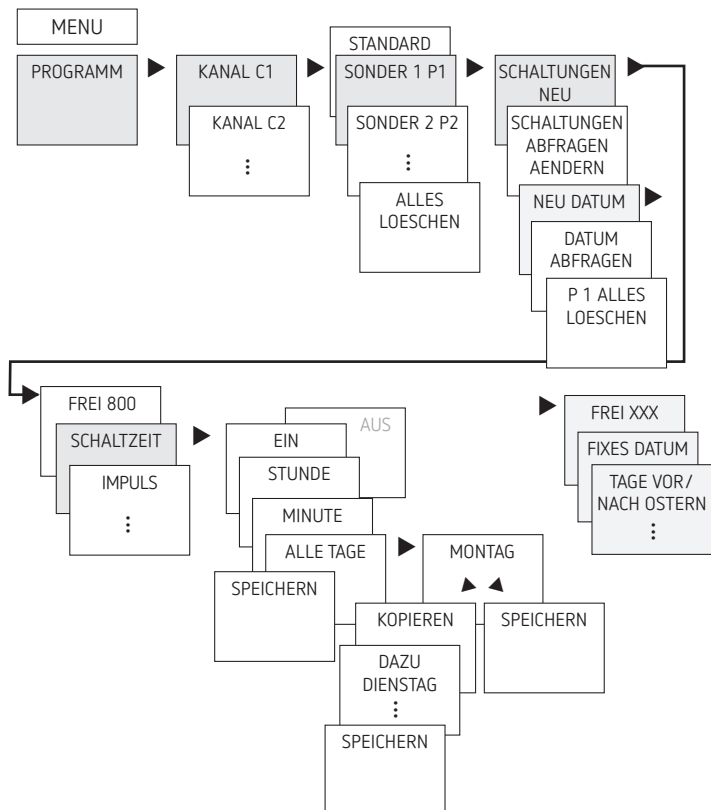 MENU
PROGRAMM
KANAL C1
KANAL C2
⋮
STANDARD
SONDER 1 P1
SONDER 2 P2
⋮
ALLES
LOESCHEN
SCHALTUNGEN
NEU
SCHALTUNGEN
ABFRAGEN
AENDERN
NEU DATUM
DATUM
ABFRAGEN
P 1 ALLES
LOESCHEN
FREI 800
SCHALTZEIT
IMPULS
⋮
AUS
EIN
STUNDE
MINUTE
ALLE TAGE
SPEICHERN
MONTAG
KOPIEREN
SPEICHERN
DAZU
DIENSTAG
⋮
SPEICHERN
FREI XXX
FIXES DATUM
TAGE VOR/
NACH OSTERN
⋮